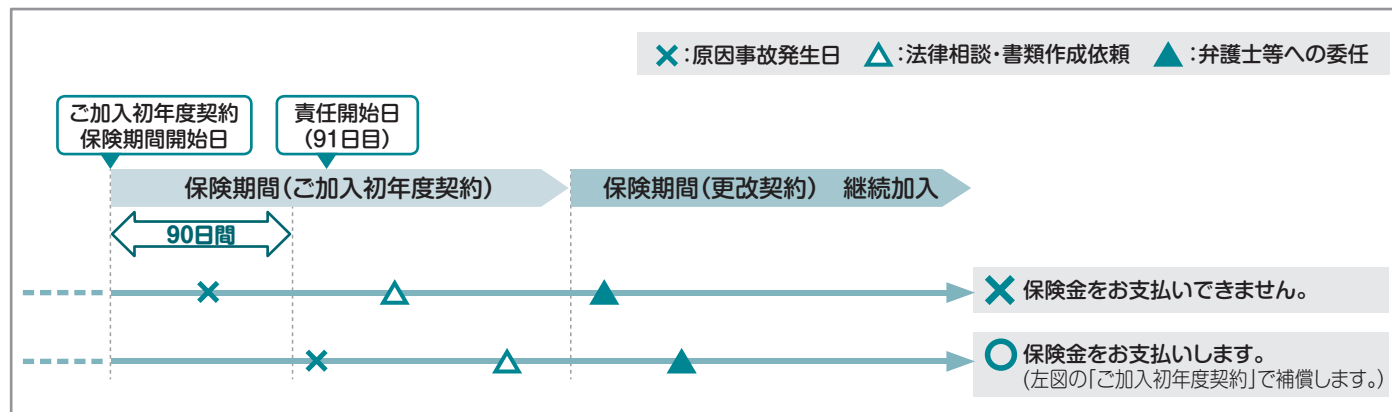 ×:原因事故発生日 △:法律相談・書類作成依頼 ▲:弁護士等への委任
ご加入初年度契約
保険期間開始日
責任開始日
(91日目)
保険期間(ご加入初年度契約)
保険期間(更改契約) 継続加入
90日間
× 保険金をお支払いできません。
○ 保険金をお支払いします。
(左図の「ご加入初年度契約」で補償します。)